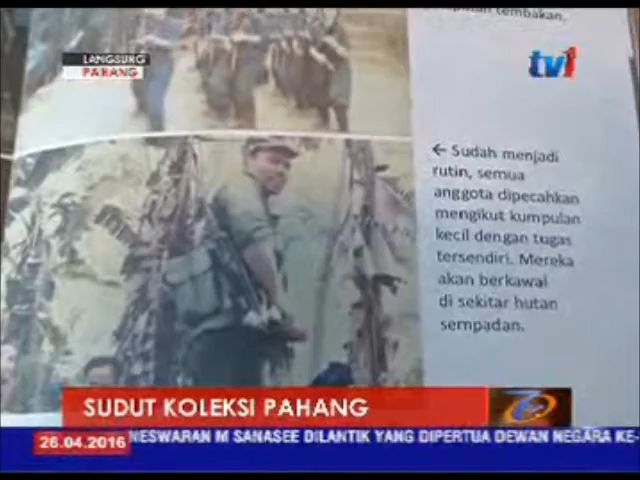 tembakan.
LANGSUNG
PAHANG
tv1
← Sudah menjadi
rutin, semua
anggota dipecahkan
mengikut kumpulan
kecil dengan tugas
tersendiri. Mereka
akan berkawal
di sekitar hutan
sempadan.
SUDUT KOLEKSI PAHANG
26.04.2016
NESWARAN M SANASEE DILANTIK YANG DIPERTUA DEWAN NEGARA KE-